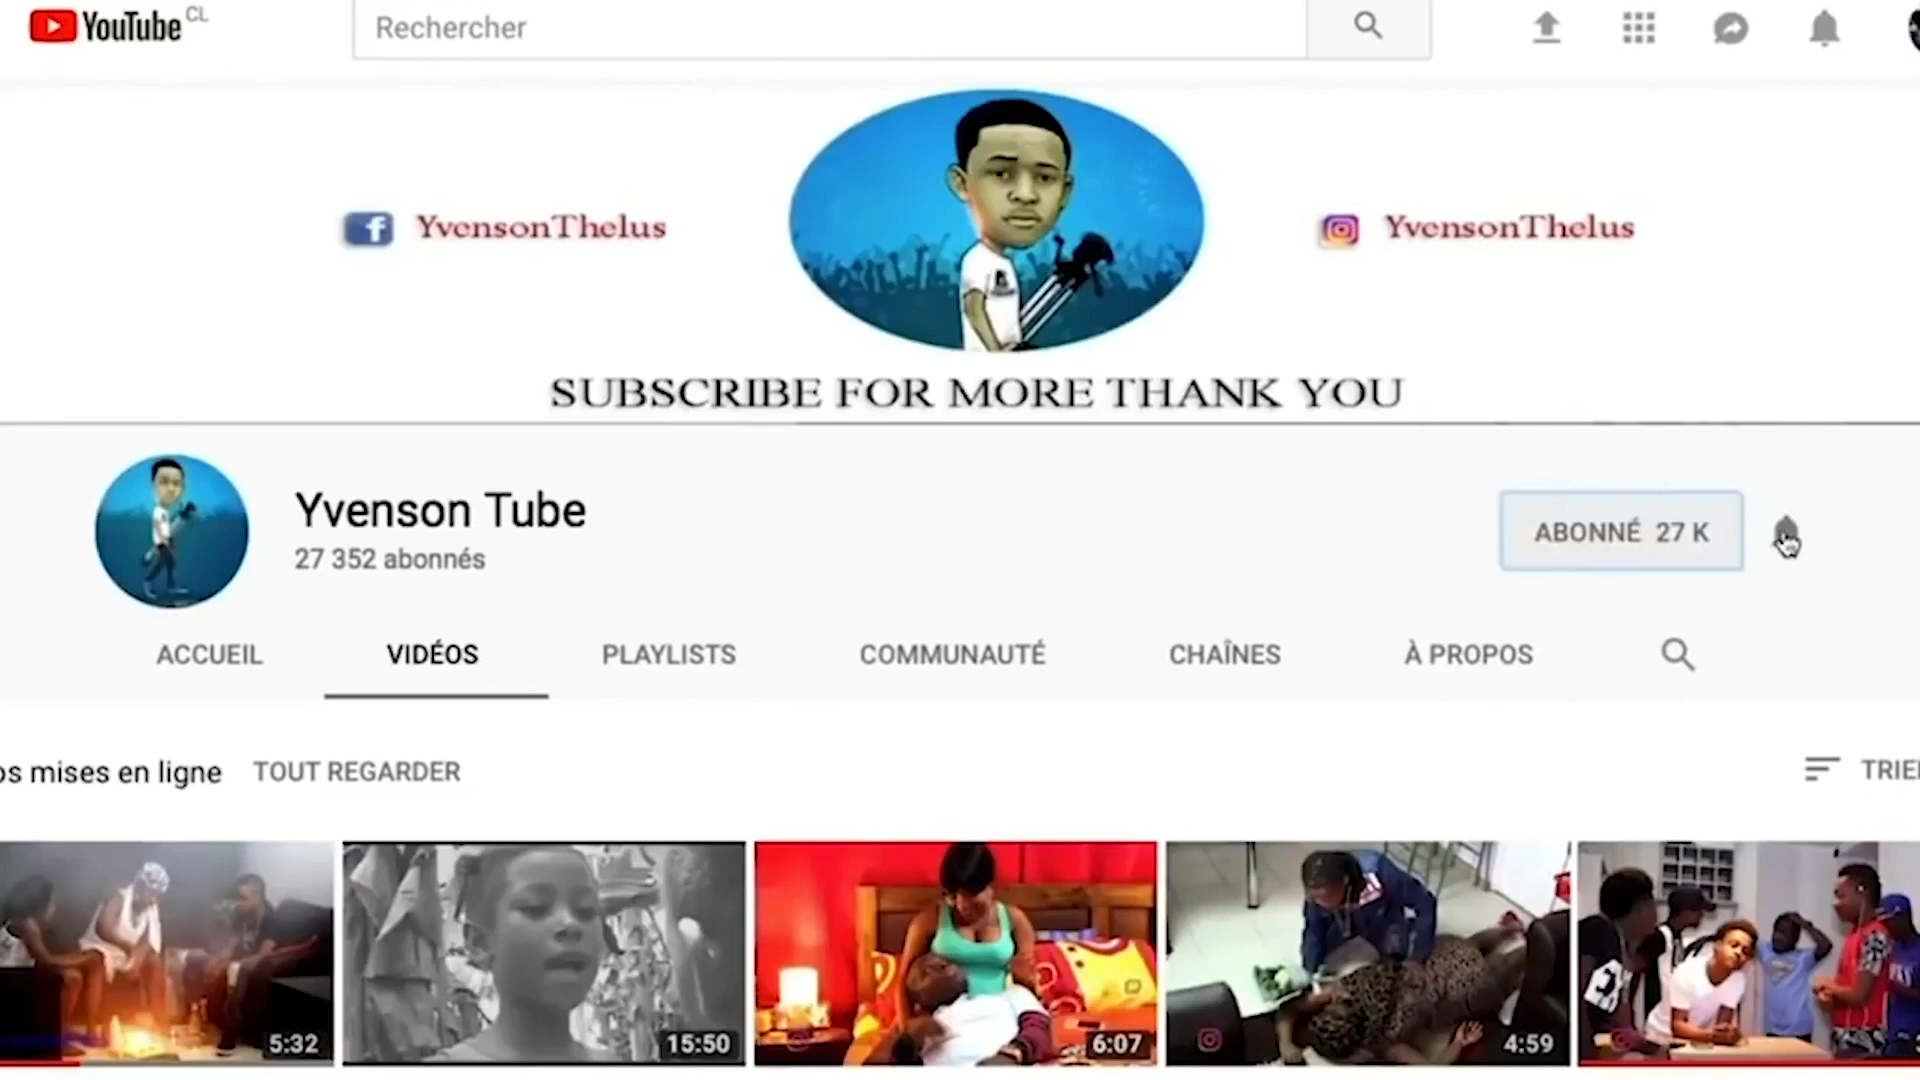 YouTube CL
Rechercher
YvensonThelus
YvensonThelus
SUBSCRIBE FOR MORE THANK YOU
Yvenson Tube
27 352 abonnés
ABONNÉ 27 K
ACCUEIL VIDÉOS PLAYLISTS COMMUNAUTÉ CHAÎNES À PROPOS
mises en ligne TOUT REGARDER
5:32
15:50
6:07
4:59